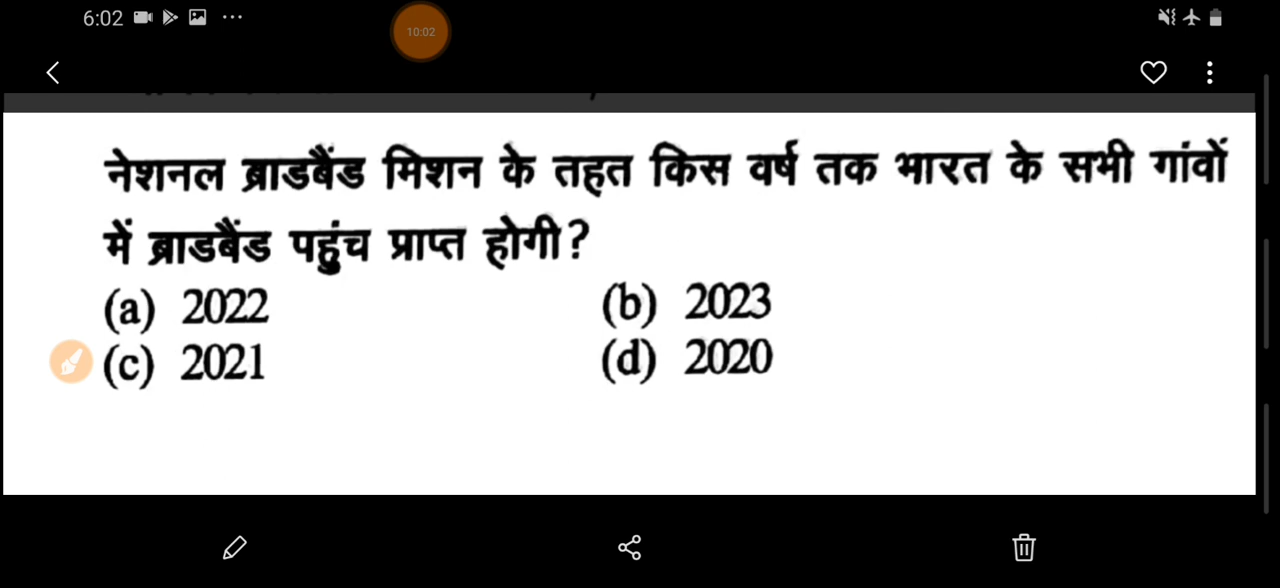 6:02 ...
10:02
नेशनल ब्राडबैंड मिशन के तहत किस वर्ष तक भारत के सभी गांवों
में ब्राडबैंड पहुंच प्राप्त होगी?
(a) 2022 (b) 2023
(c) 2021 (d) 2020